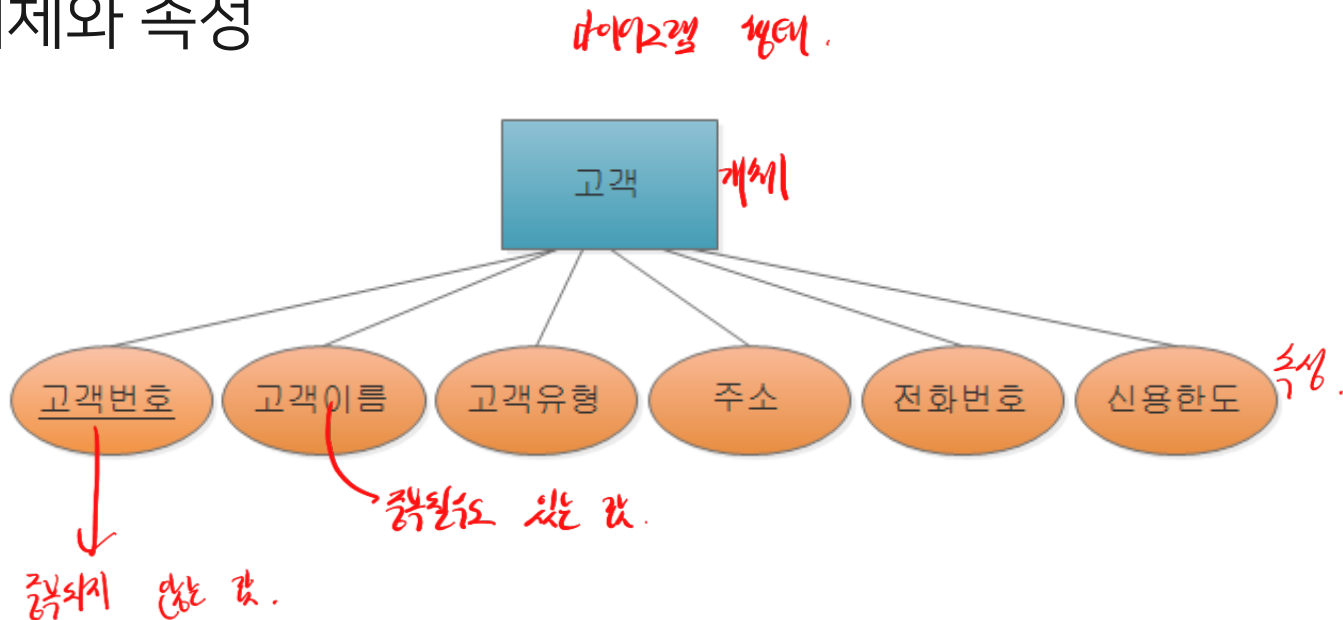 개체와 속성
다이어그램 형태.
고객
개체
고객번호 고객이름 고객유형 주소 전화번호 신용한도
속성.
중복될수도 있는 값.
중복되지 않는 값.